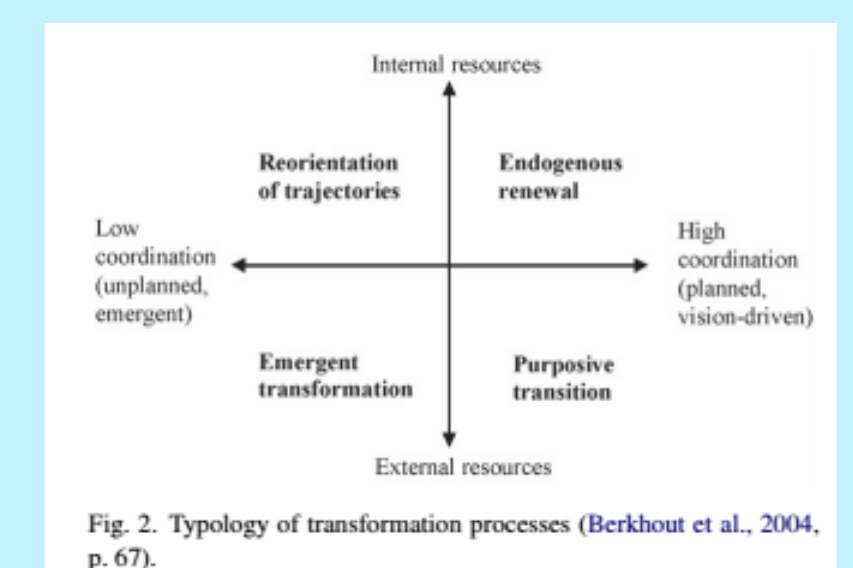 Internal resources
Reorientation
of trajectories
Endogenous
renewal
Low
coordination
(unplanned,
emergent)
High
coordination
(planned,
vision-driven)
Emergent
transformation
Purposive
transition
External resources
Fig. 2. Typology of transformation processes (Berkhout et al., 2004,
p. 67).